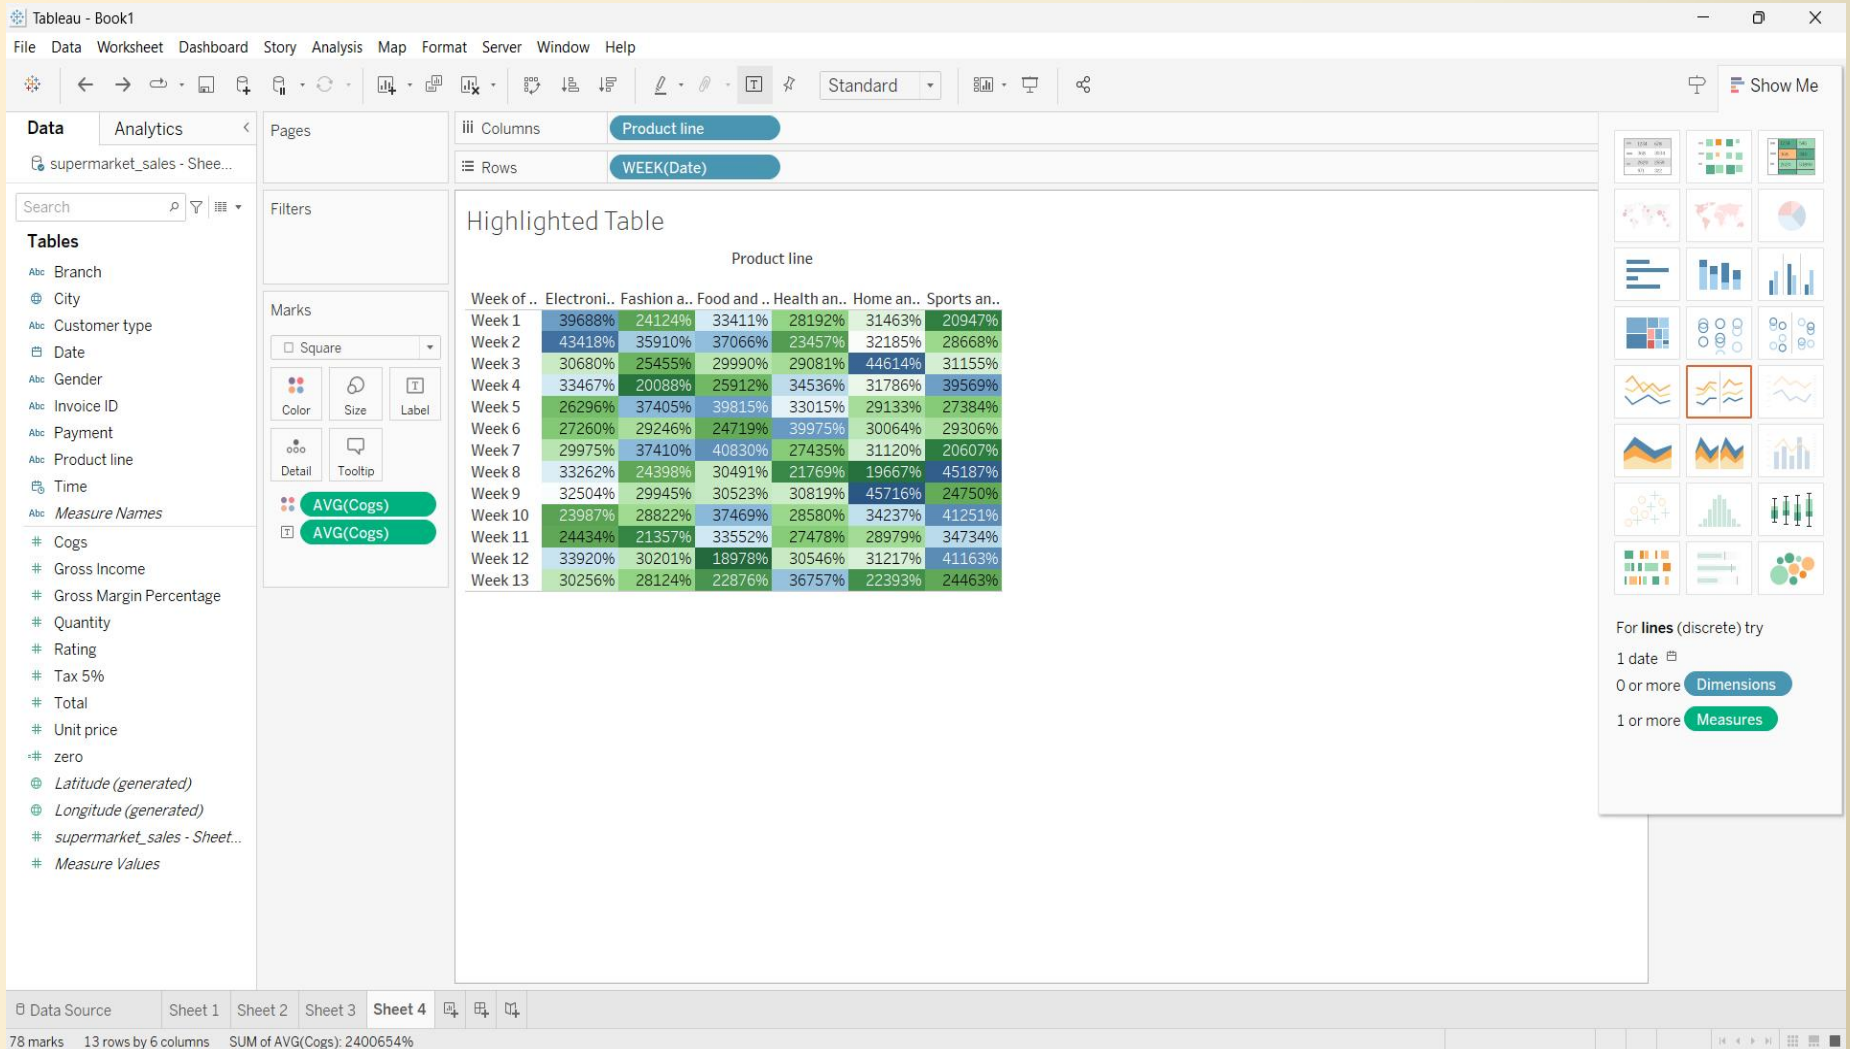 Tableau - Book1
File Data Worksheet Dashboard Story Analysis Map Format Server Window Help
Standard
Show Me
Data Analytics
supermarket_sales - Shee...
Search
Tables
Abc Branch
City
Abc Customer type
Date
Abc Gender
Abc Invoice ID
Abc Payment
Abc Product line
Time
Abc Measure Names
# Cogs
# Gross Income
# Gross Margin Percentage
# Quantity
# Rating
# Tax 5%
# Total
# Unit price
=# zero
Latitude (generated)
Longitude (generated)
# supermarket_sales - Sheet...
# Measure Values
Pages
Filters
Marks
Square
Color Size Label
Detail Tooltip
AVG(Cogs)
AVG(Cogs)
iii Columns Product line
Rows WEEK(Date)
Highlighted Table
Product line
Week of .. Electroni.. Fashion a.. Food and .. Health an.. Home an.. Sports an..
Week 1 39688% 24124% 33411% 28192% 31463% 20947%
Week 2 43418% 35910% 37066% 23457% 32185% 28668%
Week 3 30680% 25455% 29990% 29081% 44614% 31155%
Week 4 33467% 20088% 25912% 34536% 31786% 39569%
Week 5 26296% 37405% 39815% 33015% 29133% 27384%
Week 6 27260% 29246% 24719% 39975% 30064% 29306%
Week 7 29975% 37410% 40830% 27435% 31120% 20607%
Week 8 33262% 24398% 30491% 21769% 19667% 45187%
Week 9 32504% 29945% 30523% 30819% 45716% 24750%
Week 10 23987% 28822% 37469% 28580% 34237% 41251%
Week 11 24434% 21357% 33552% 27478% 28979% 34734%
Week 12 33920% 30201% 18978% 30546% 31217% 41163%
Week 13 30256% 28124% 22876% 36757% 22393% 24463%
For lines (discrete) try
1 date
0 or more Dimensions
1 or more Measures
Data Source Sheet 1 Sheet 2 Sheet 3 Sheet 4
78 marks 13 rows by 6 columns SUM of AVG(Cogs): 2400654%